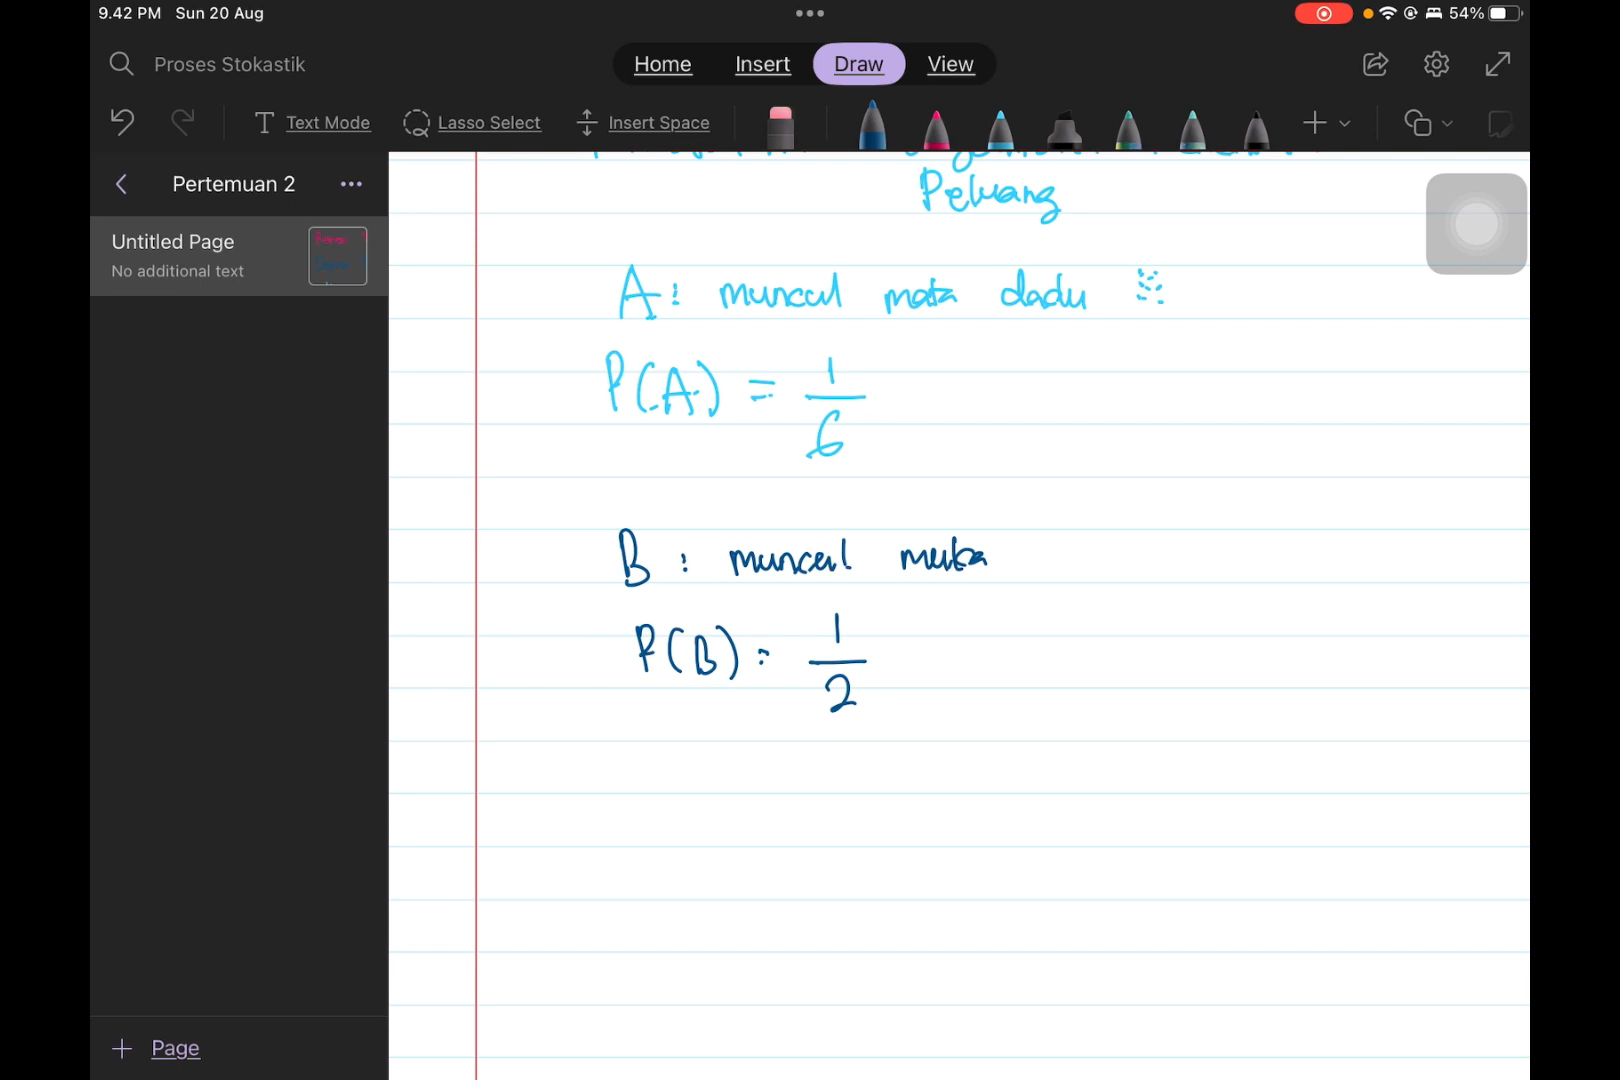 9.42 PM Sun 20 Aug
54%
Proses Stokastik
Home Insert Draw View
Text Mode Lasso Select Insert Space
Pertemuan 2
Untitled Page
No additional text
Peluang
A : muncul mata dadu
P(A) = 1/6
B : muncul muka
P(B) = 1/2
+ Page